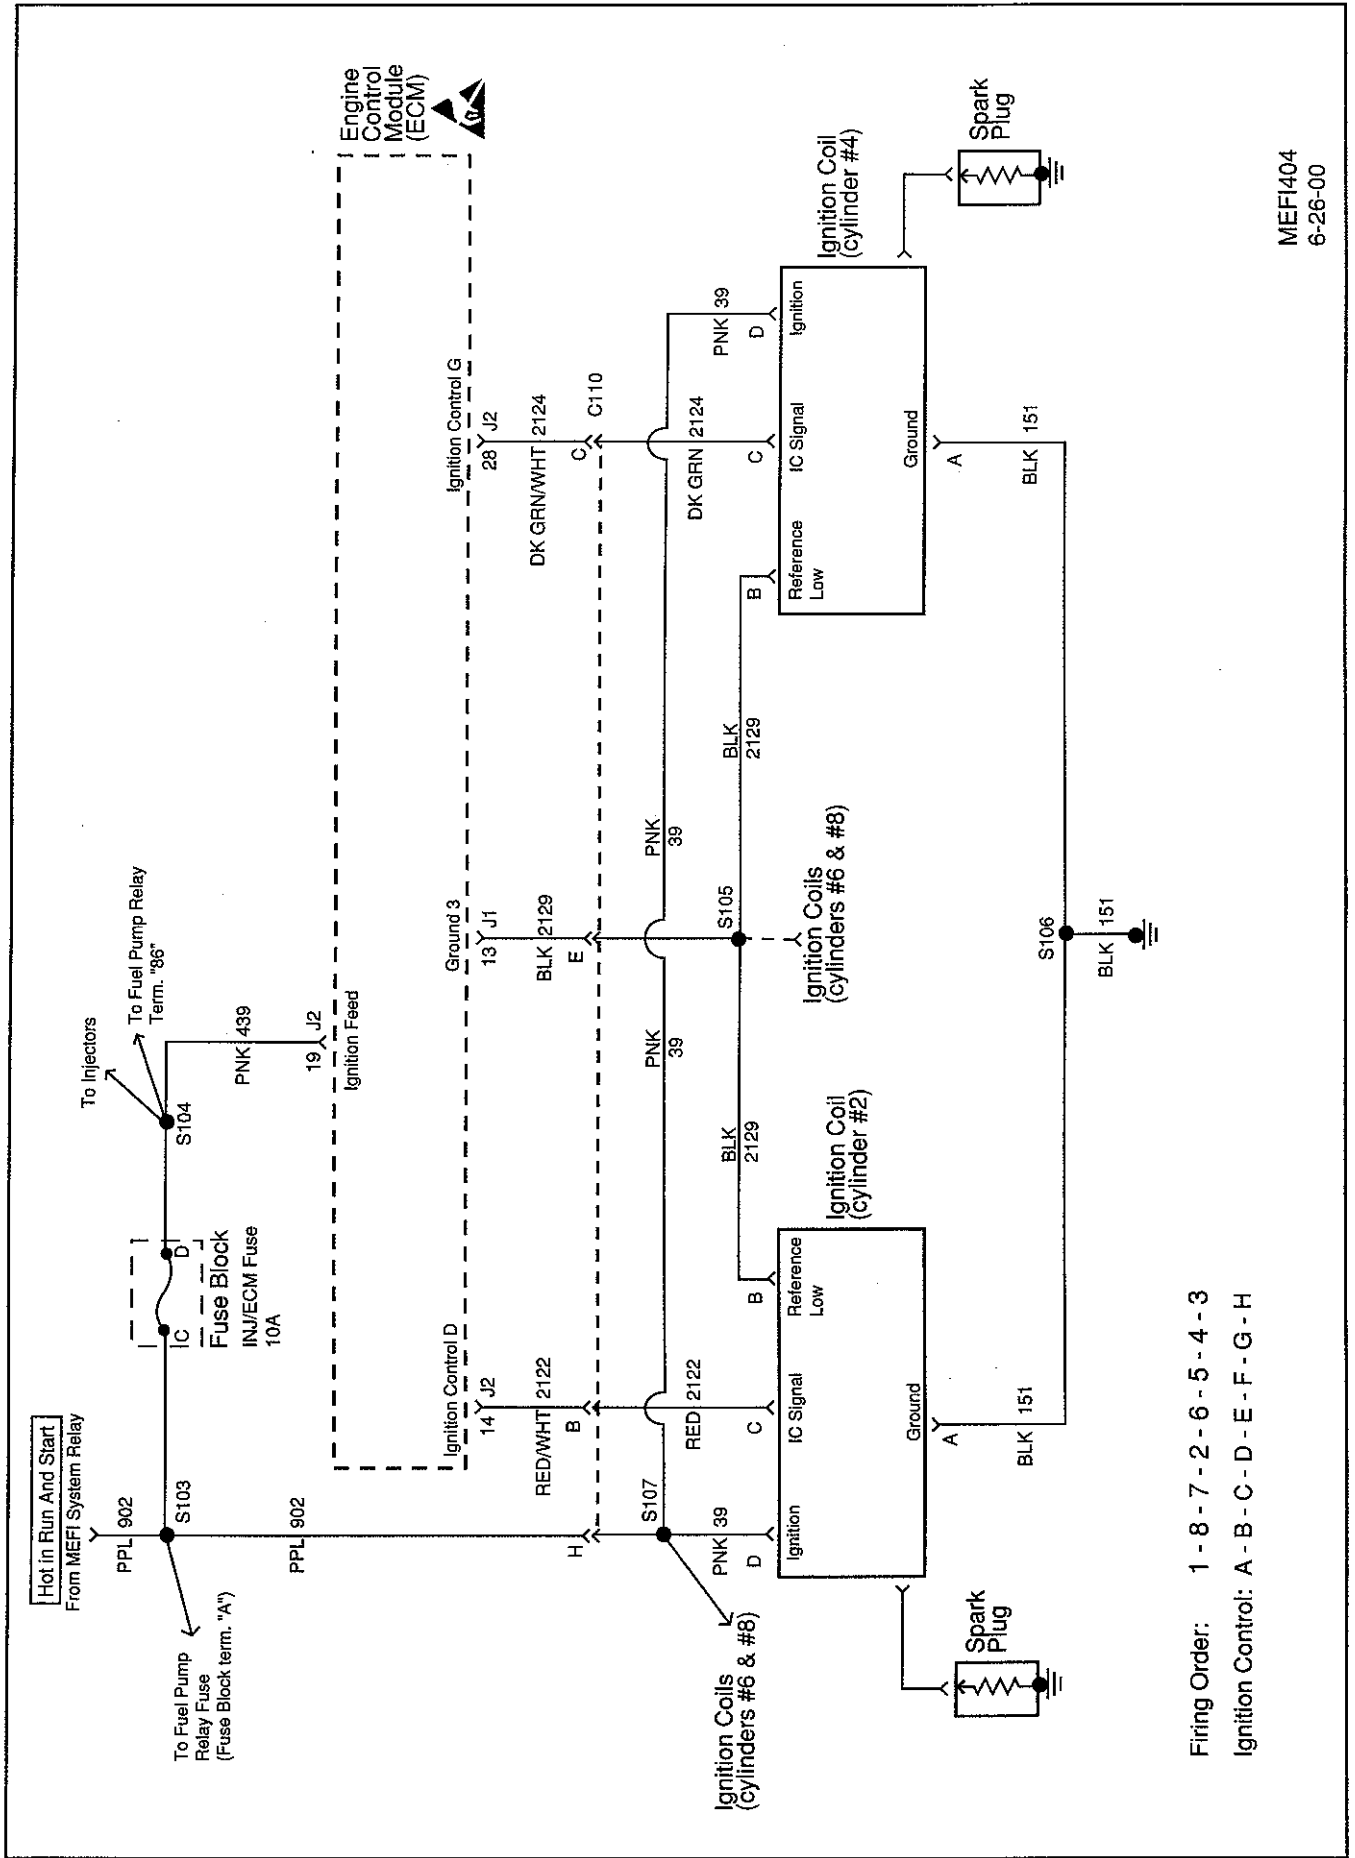 Hot in Run And Start
From MEFI System Relay
PPL 902
S103
To Fuel Pump
Relay Fuse
(Fuse Block term. "A")
PPL 902
C
D
Fuse Block
INJ/ECM Fuse
10A
S104
To Injectors
To Fuel Pump Relay
Term. "86"
PNK 439
19 J2
Ignition Feed
Engine
Control
Module
(ECM)
Ignition Control D
14 J2
RED/WHT 2122
B
Ground 3
13 J1
BLK 2129
E
Ignition Control G
28 J2
DK GRN/WHT 2124
C
C110
H
S107
Ignition Coils
(cylinders #6 & #8)
PNK 39
D
RED 2122
C
PNK
39
PNK
39
BLK
2129
B
S105
Ignition Coils
(cylinders #6 & #8)
BLK
2129
B
DK GRN 2124
C
PNK 39
D
Ignition Coil
(cylinder #2)
Ignition
IC Signal
Reference
Low
Ground
A
Ignition Coil
(cylinder #4)
Reference
Low
IC Signal
Ignition
Ground
A
Spark
Plug
Spark
Plug
BLK 151
S106
BLK 151
BLK 151
Firing Order: 1 - 8 - 7 - 2 - 6 - 5 - 4 - 3
Ignition Control: A - B - C - D - E - F - G - H
MEFI404
6-26-00